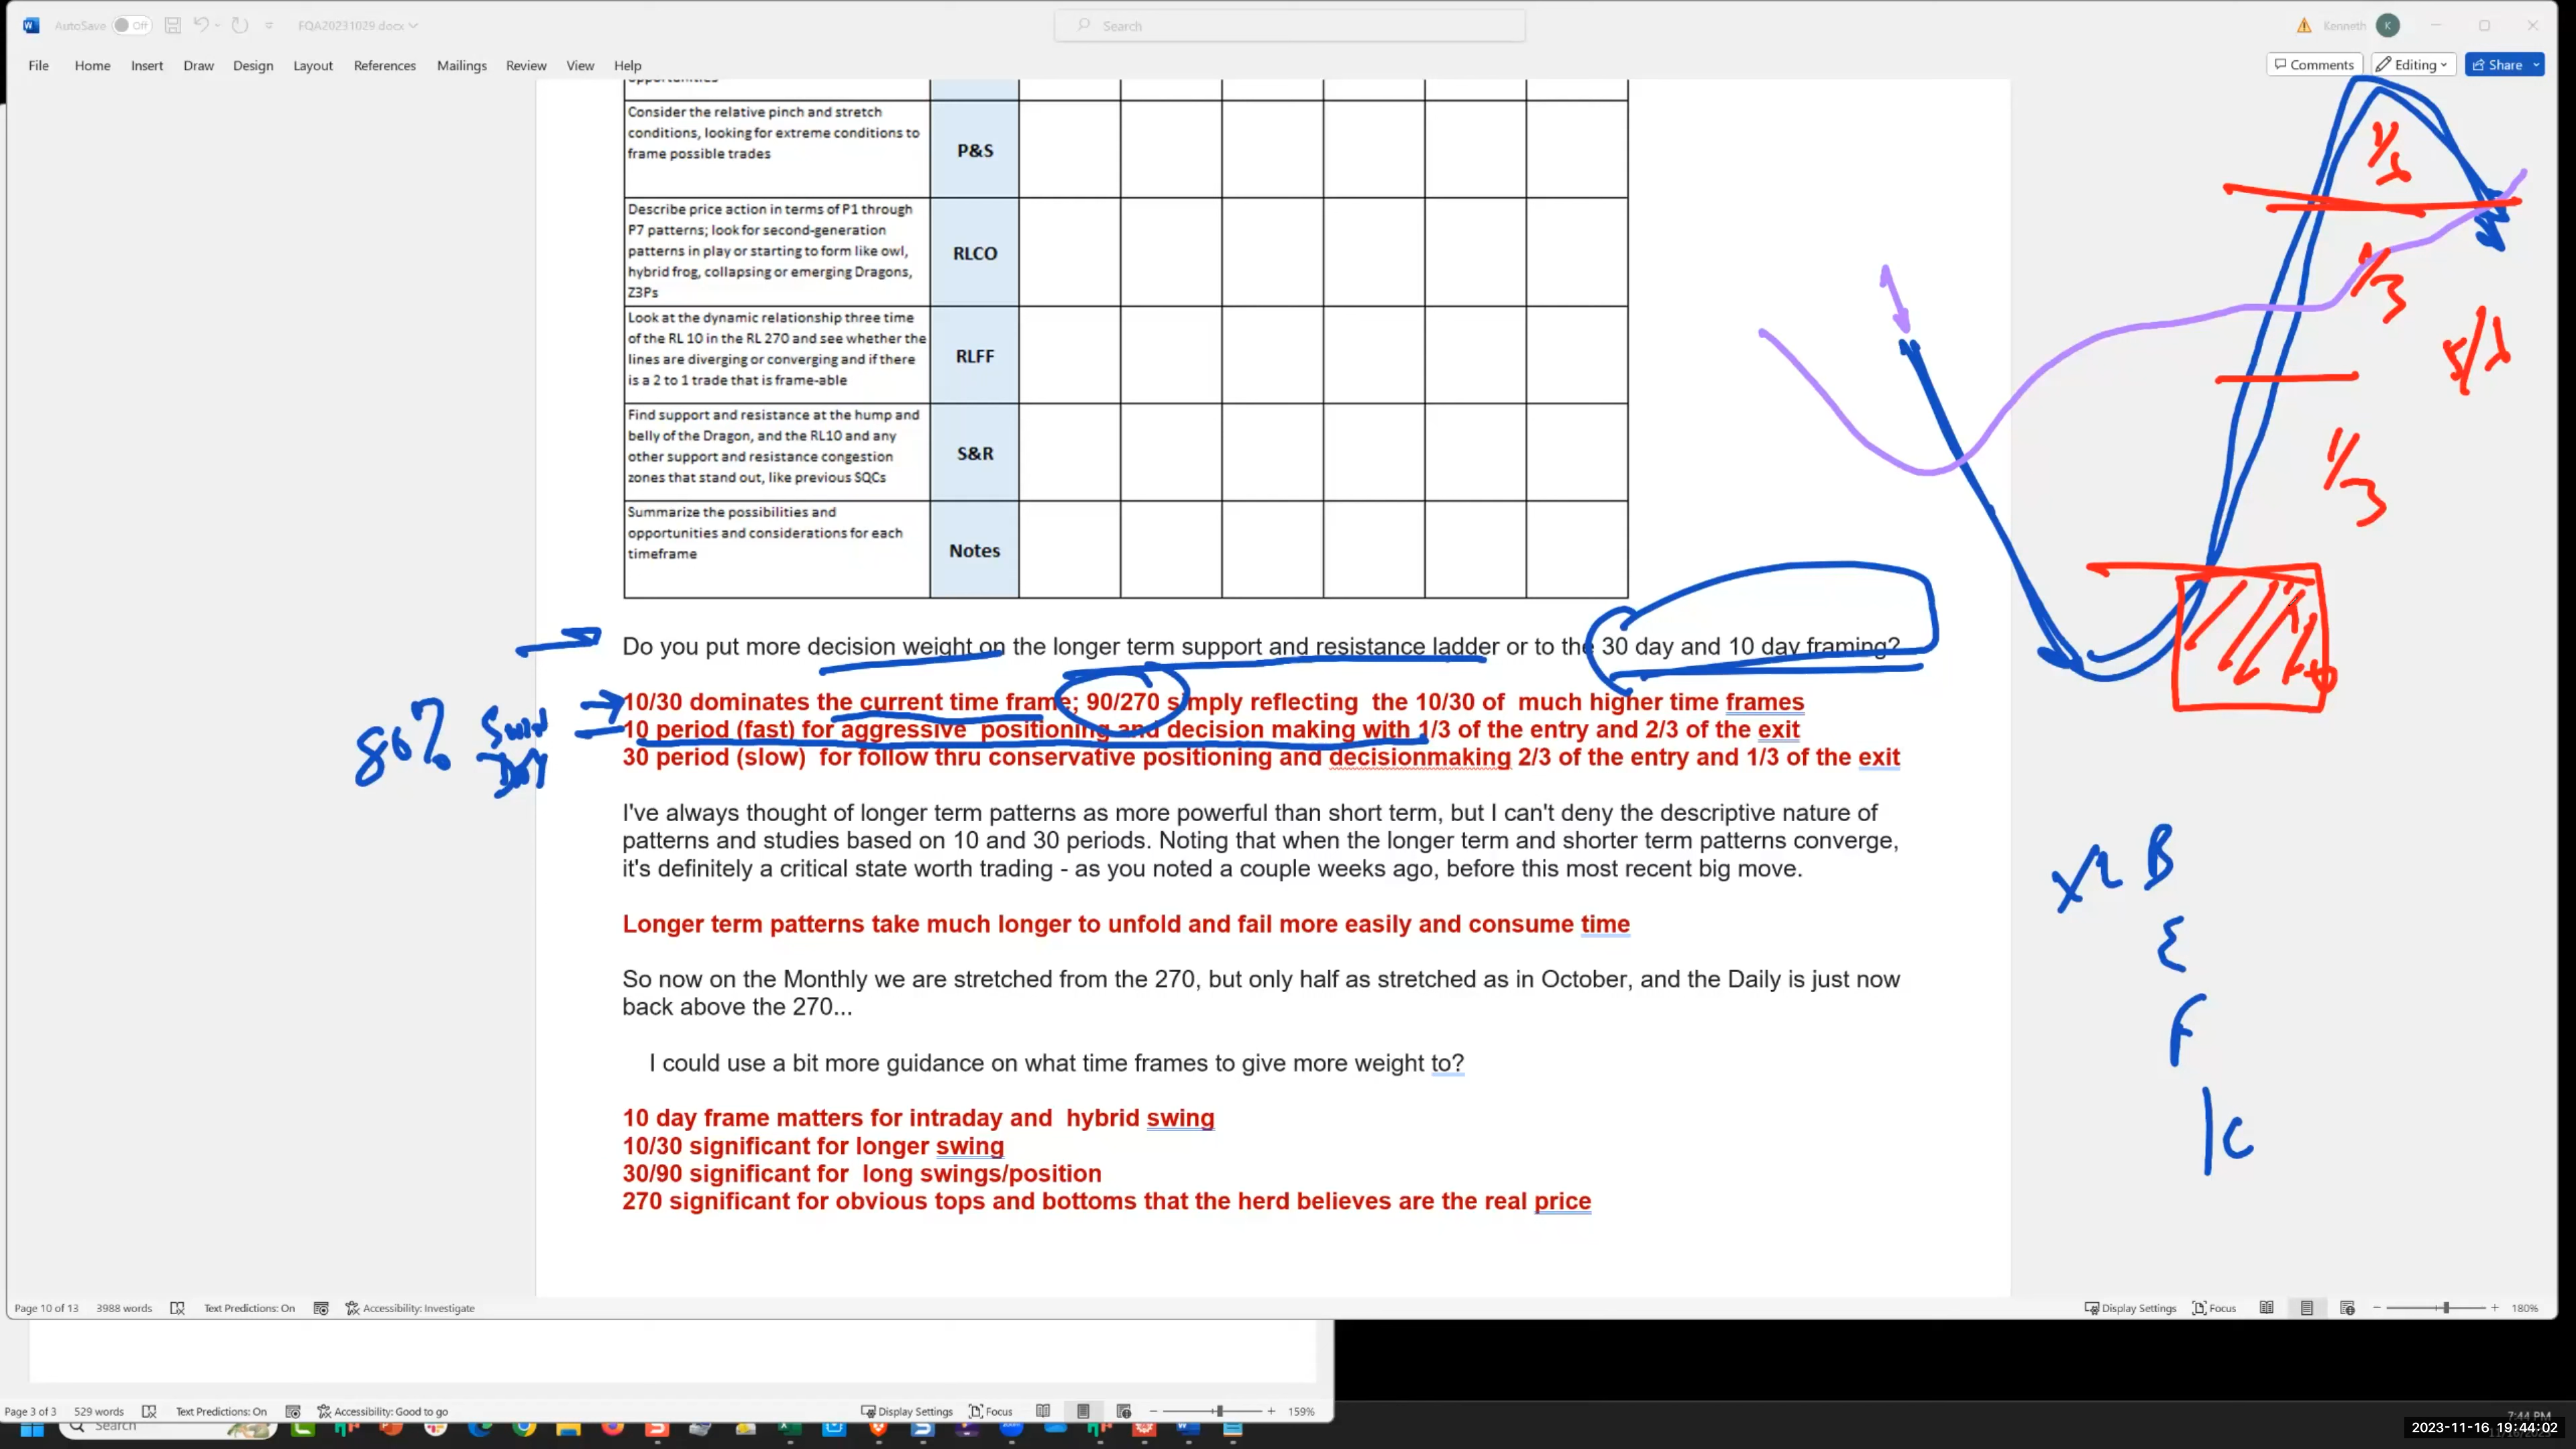 AutoSave Off FQA20231029.docx Search Kenneth K
File Home Insert Draw Design Layout References Mailings Review View Help Comments Editing Share
opportunities
Consider the relative pinch and stretch
conditions, looking for extreme conditions to
frame possible trades
P&S
Describe price action in terms of P1 through
P7 patterns; look for second-generation
patterns in play or starting to form like owl,
hybrid frog, collapsing or emerging Dragons,
Z3Ps
RLCO
Look at the dynamic relationship three time
of the RL 10 in the RL 270 and see whether the
lines are diverging or converging and if there
is a 2 to 1 trade that is frame-able
RLFF
Find support and resistance at the hump and
belly of the Dragon, and the RL10 and any
other support and resistance congestion
zones that stand out, like previous SQCs
S&R
Summarize the possibilities and
opportunities and considerations for each
timeframe
Notes
1/3
1/3
Do you put more decision weight on the longer term support and resistance ladder or to the 30 day and 10 day framing?
10/30 dominates the current time frame; 90/270 simply reflecting the 10/30 of much higher time frames
10 period (fast) for aggressive positioning and decision making with 1/3 of the entry and 2/3 of the exit
30 period (slow) for follow thru conservative positioning and decisionmaking 2/3 of the entry and 1/3 of the exit
80%
I've always thought of longer term patterns as more powerful than short term, but I can't deny the descriptive nature of
patterns and studies based on 10 and 30 periods. Noting that when the longer term and shorter term patterns converge,
it's definitely a critical state worth trading - as you noted a couple weeks ago, before this most recent big move.
Longer term patterns take much longer to unfold and fail more easily and consume time
So now on the Monthly we are stretched from the 270, but only half as stretched as in October, and the Daily is just now
back above the 270...
I could use a bit more guidance on what time frames to give more weight to?
10 day frame matters for intraday and hybrid swing
10/30 significant for longer swing
30/90 significant for long swings/position
270 significant for obvious tops and bottoms that the herd believes are the real price
B
E
F
Page 10 of 13 3988 words Text Predictions: On Accessibility: Investigate Display Settings Focus 180%
Page 3 of 3 529 words Text Predictions: On Accessibility: Good to go Display Settings Focus 159%
Search
7:44 PM
2023-11-16 19:44:02